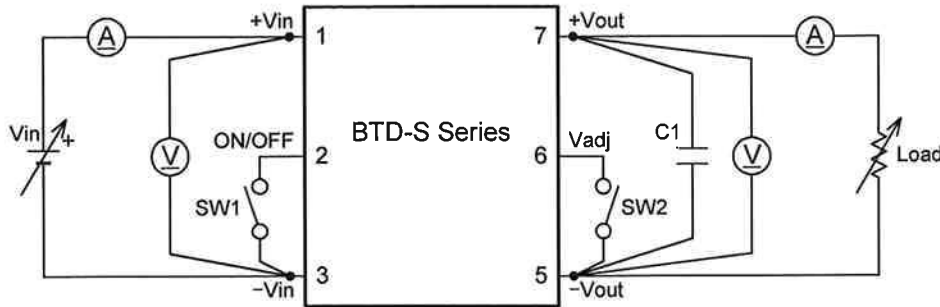 +Vin
+Vout
A
1
7
A
Vin
+
V
ON/OFF
2
BTD-S Series
6
Vadj
C1
V
Load
SW1
SW2
3
5
−Vin
−Vout